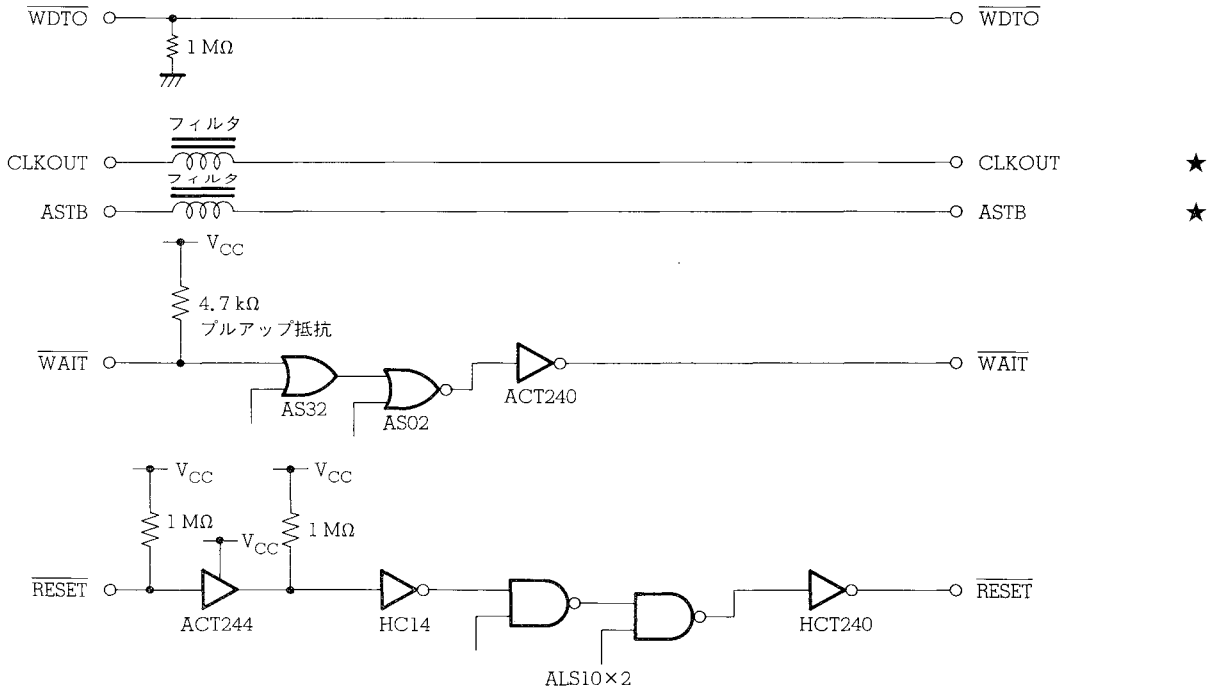 WDTO WDTO
1 MΩ
フィルタ
CLKOUT CLKOUT ★
フィルタ
ASTB ASTB ★
VCC
4.7 kΩ
プルアップ抵抗
WAIT WAIT
AS32 AS02 ACT240
VCC VCC
1 MΩ VCC 1 MΩ
RESET RESET
ACT244 HC14 HCT240
ALS10×2